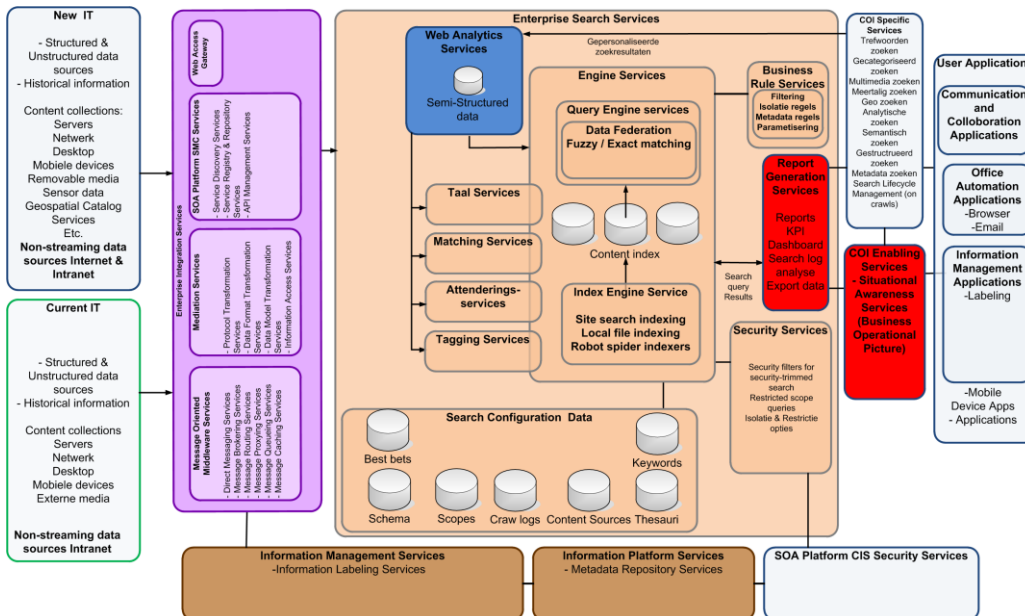 New IT
- Structured &
Unstructured data
sources
- Historical information
Content collections:
Servers
Netwerk
Desktop
Mobiele devices
Removable media
Sensor data
Geospatial Catalog
Services
Etc.
Non-streaming data
sources Internet &
Intranet
Current IT
- Structured &
Unstructured data
sources
- Historical information
Content collections
Servers
Netwerk
Desktop
Mobiele devices
Externe media
Non-streaming data
sources Intranet
Enterprise Integration Services
Web Access
Gateway
SOA Platform SMC Services
- Service Discovery Services
- Service Registry & Repository
Services
- API Management Services
Mediation Services
- Protocol Transformation
Services
- Data Format Transformation
Services
- Data Model Transformation
Services
- Information Access Services
Message Oriented
Middleware Services
- Direct Messaging Services
- Message Brokering Services
- Message Routing Services
- Message Proxying Services
- Message Queueing Services
- Message Caching Services
Enterprise Search Services
Web Analytics
Services
Semi-Structured
data
Gepersonaliseerde
zoekresultaten
Engine Services
Query Engine services
Data Federation
Fuzzy / Exact matching
Content index
Index Engine Service
Site search indexing
Local file indexing
Robot spider indexers
Taal Services
Matching Services
Attenderings-
services
Tagging Services
Business
Rule Services
Filtering
Isolatie regels
Metadata regels
Parametisering
Report
Generation
Services
Reports
KPI
Dashboard
Search log
analyse
Export data
Search
query
Results
Security Services
Security filters for
security-trimmed
search
Restricted scope
queries
Isolatie & Restrictie
opties
Search Configuration Data
Best bets
Keywords
Schema
Scopes
Craw logs
Content Sources
Thesauri
COI Specific
Services
Trefwoorden
zoeken
Gecategoriseerd
zoeken
Multimedia zoeken
Meertalig zoeken
Geo zoeken
Analytische
zoeken
Semantisch
zoeken
Gestructrueerd
zoeken
Metadata zoeken
Search Lifecycle
Management (on
crawls)
COI Enabling
Services
- Situational
Awareness
Services
(Business
Operational
Picture)
User Application
Communication
and
Colloboration
Applications
Office
Automation
Applications
-Browser
-Email
Information
Management
Applications
-Labeling
-Mobile
Device Apps
- Applications
Information Management Services
-Information Labeling Services
Information Platform Services
- Metadata Repository Services
SOA Platform CIS Security Services